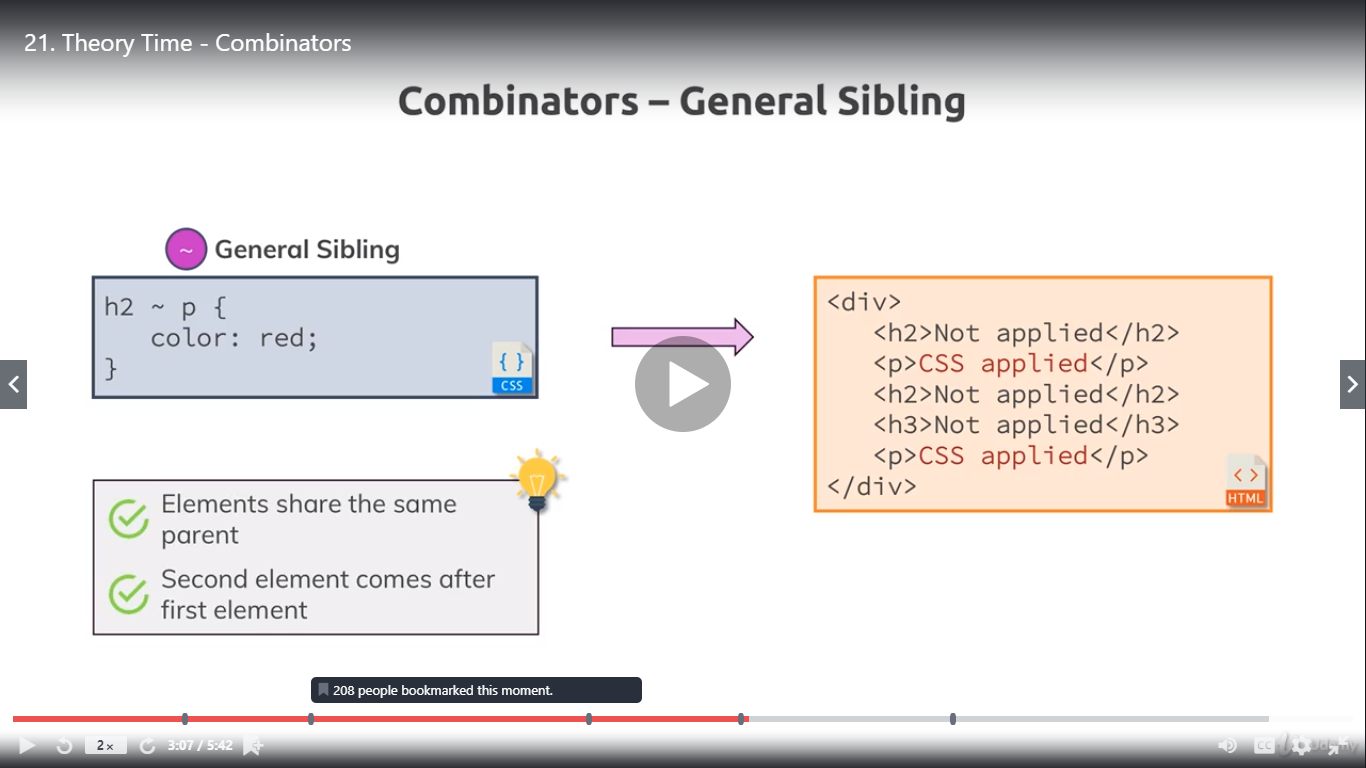 21. Theory Time - Combinators
Combinators – General Sibling
~ General Sibling
h2 ~ p {
color: red;
}
{ }
CSS
<div>
<h2>Not applied</h2>
<p>CSS applied</p>
<h2>Not applied</h2>
<h3>Not applied</h3>
<p>CSS applied</p>
</div>
< >
HTML
Elements share the same
parent
Second element comes after
first element
208 people bookmarked this moment.
2x
3:07 / 5:42
CC